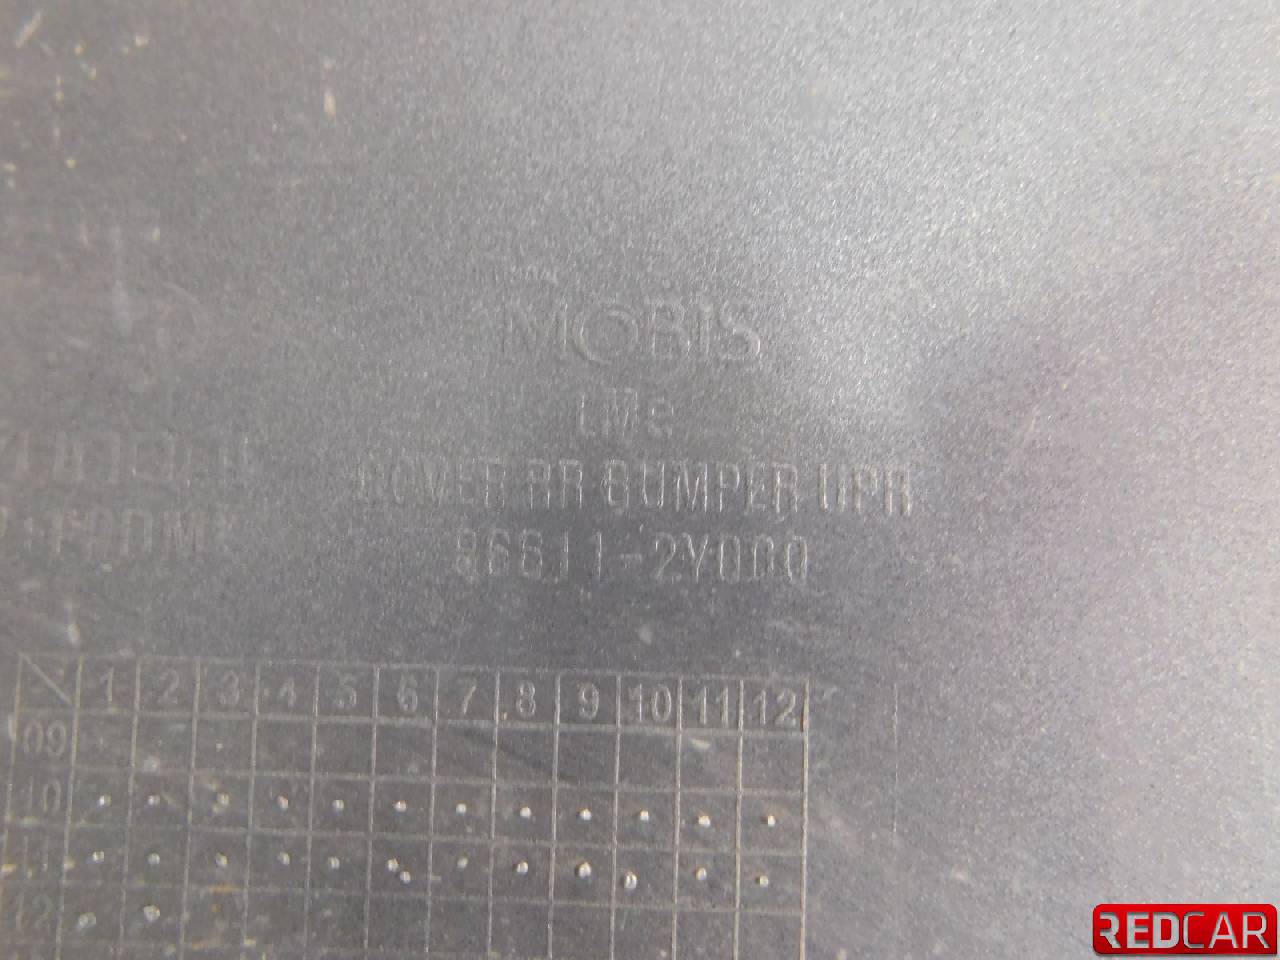 MOBIS
LMe
COVER RR BUMPER UPR
86611-2Y000
1 2 3 4 5 6 7 8 9 10 11 12
09
10
11
12
REDCAR